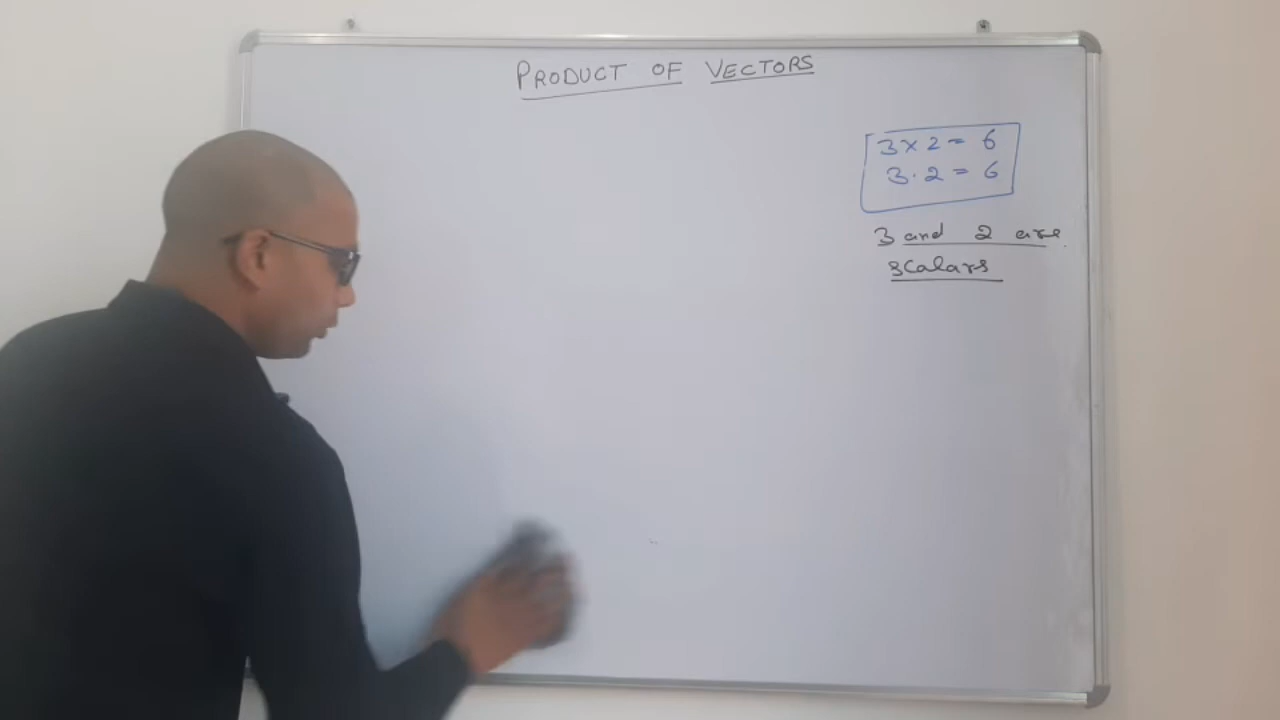 PRODUCT OF VECTORS
3 × 2 = 6
3 . 2 = 6
3 and 2 are
scalars